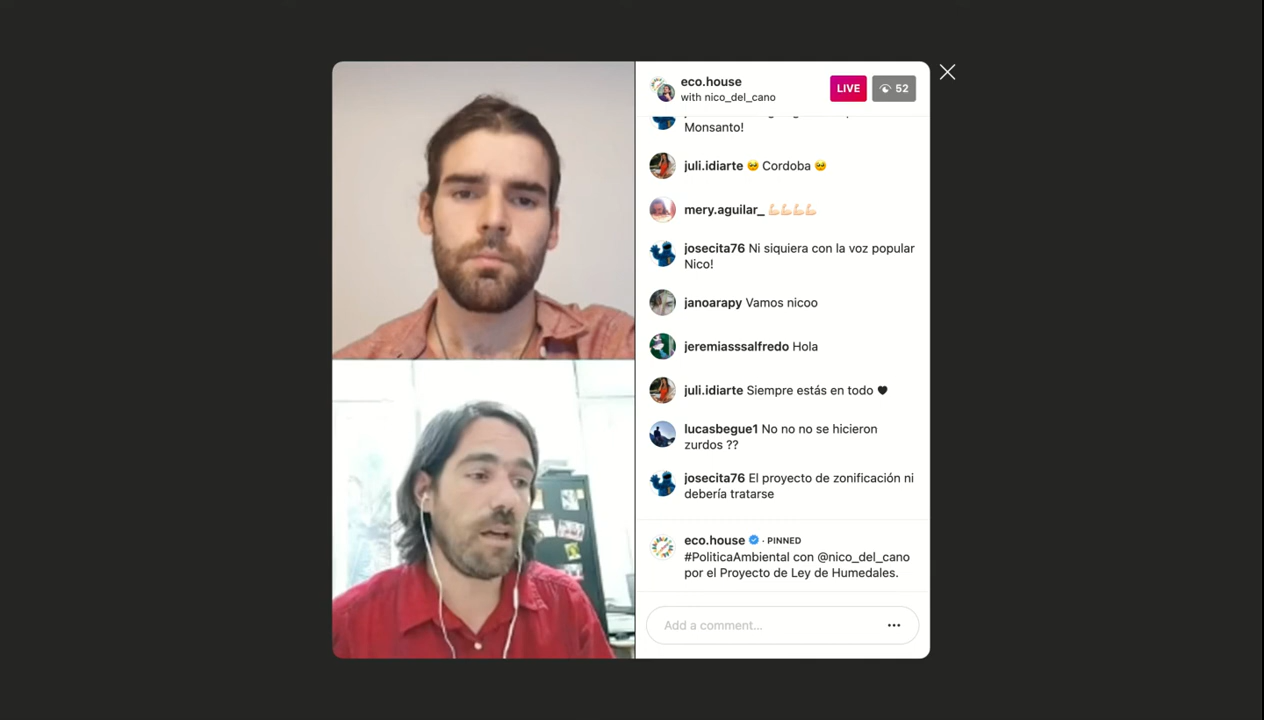 eco.house
with nico_del_cano
LIVE
52
Monsanto!
juli.idiarte 🥺 Cordoba 🥺
mery.aguilar_ 💪🏻💪🏻💪🏻💪🏻
josecita76 Ni siquiera con la voz popular
Nico!
janoarapy Vamos nicoo
jeremiasssalfredo Hola
juli.idiarte Siempre estás en todo 🖤
lucasbegue1 No no no se hicieron
zurdos ??
josecita76 El proyecto de zonificación ni
debería tratarse
eco.house · PINNED
#PoliticaAmbiental con @nico_del_cano
por el Proyecto de Ley de Humedales.
Add a comment...